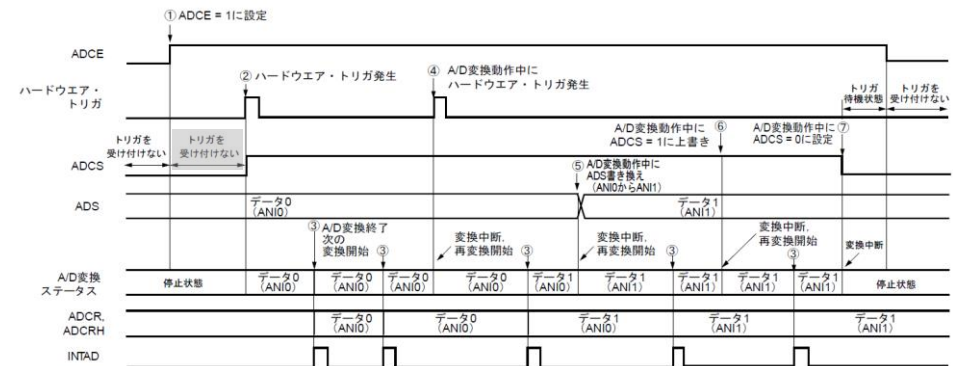 ① ADCE = 1に設定
ADCE
② ハードウエア・トリガ発生
④ A/D変換動作中に
ハードウエア・トリガ発生
ハードウエア・
トリガ
トリガ
待機状態
トリガを
受け付けない
トリガを
受け付けない
トリガを
受け付けない
A/D変換動作中に ⑥
ADCS = 1に上書き
A/D変換動作中に ⑦
ADCS = 0に設定
ADCS
⑤ A/D変換動作中に
ADS書き換え
(ANI0からANI1)
ADS
データ0
(ANI0)
データ1
(ANI1)
③ A/D変換終了
次の
変換開始 ③
変換中断,
再変換開始
③
変換中断,
再変換開始
③
変換中断,
再変換開始
③
変換中断
A/D変換
ステータス
停止状態
データ0
(ANI0)
データ0
(ANI0)
データ0
(ANI0)
データ0
(ANI0)
データ1
(ANI0)
データ1
(ANI1)
データ1
(ANI1)
データ1
(ANI1)
データ1
(ANI1)
停止状態
ADCR,
ADCRH
データ0
(ANI0)
データ0
(ANI0)
データ1
(ANI0)
データ1
(ANI1)
データ1
(ANI1)
INTAD